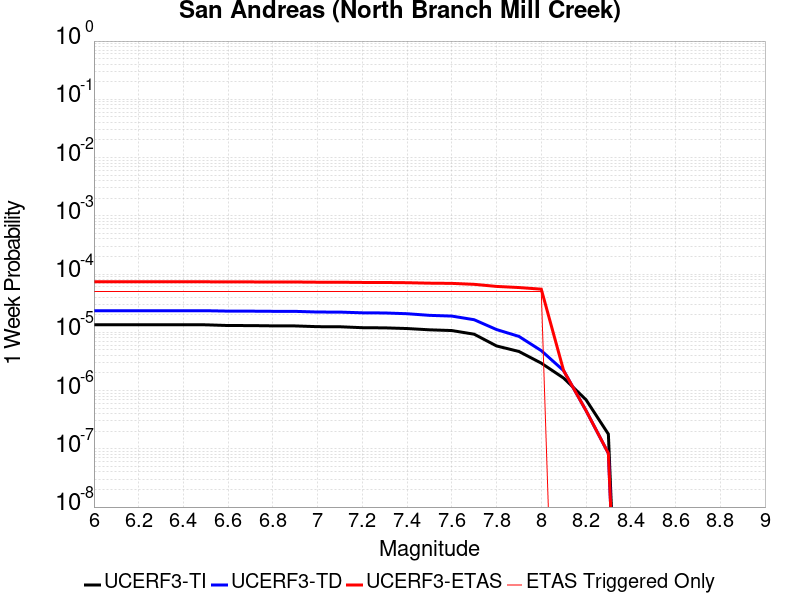 San Andreas (North Branch Mill Creek)
10^0
10^-1
10^-2
10^-3
10^-4
10^-5
10^-6
10^-7
10^-8
1 Week Probability
6 6.2 6.4 6.6 6.8 7 7.2 7.4 7.6 7.8 8 8.2 8.4 8.6 8.8 9
Magnitude
UCERF3-TI UCERF3-TD UCERF3-ETAS ETAS Triggered Only